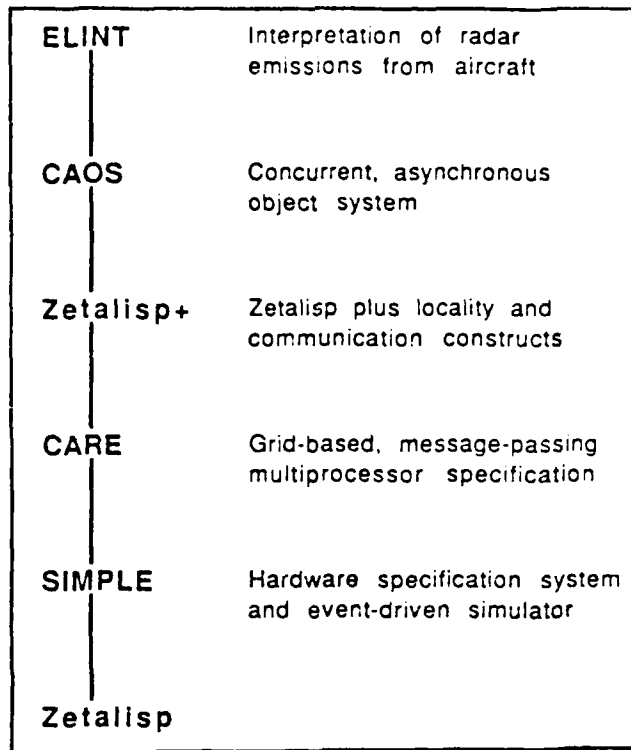 ELINT Interpretation of radar
emissions from aircraft
CAOS Concurrent, asynchronous
object system
Zetalisp+ Zetalisp plus locality and
communication constructs
CARE Grid-based, message-passing
multiprocessor specification
SIMPLE Hardware specification system
and event-driven simulator
Zetalisp